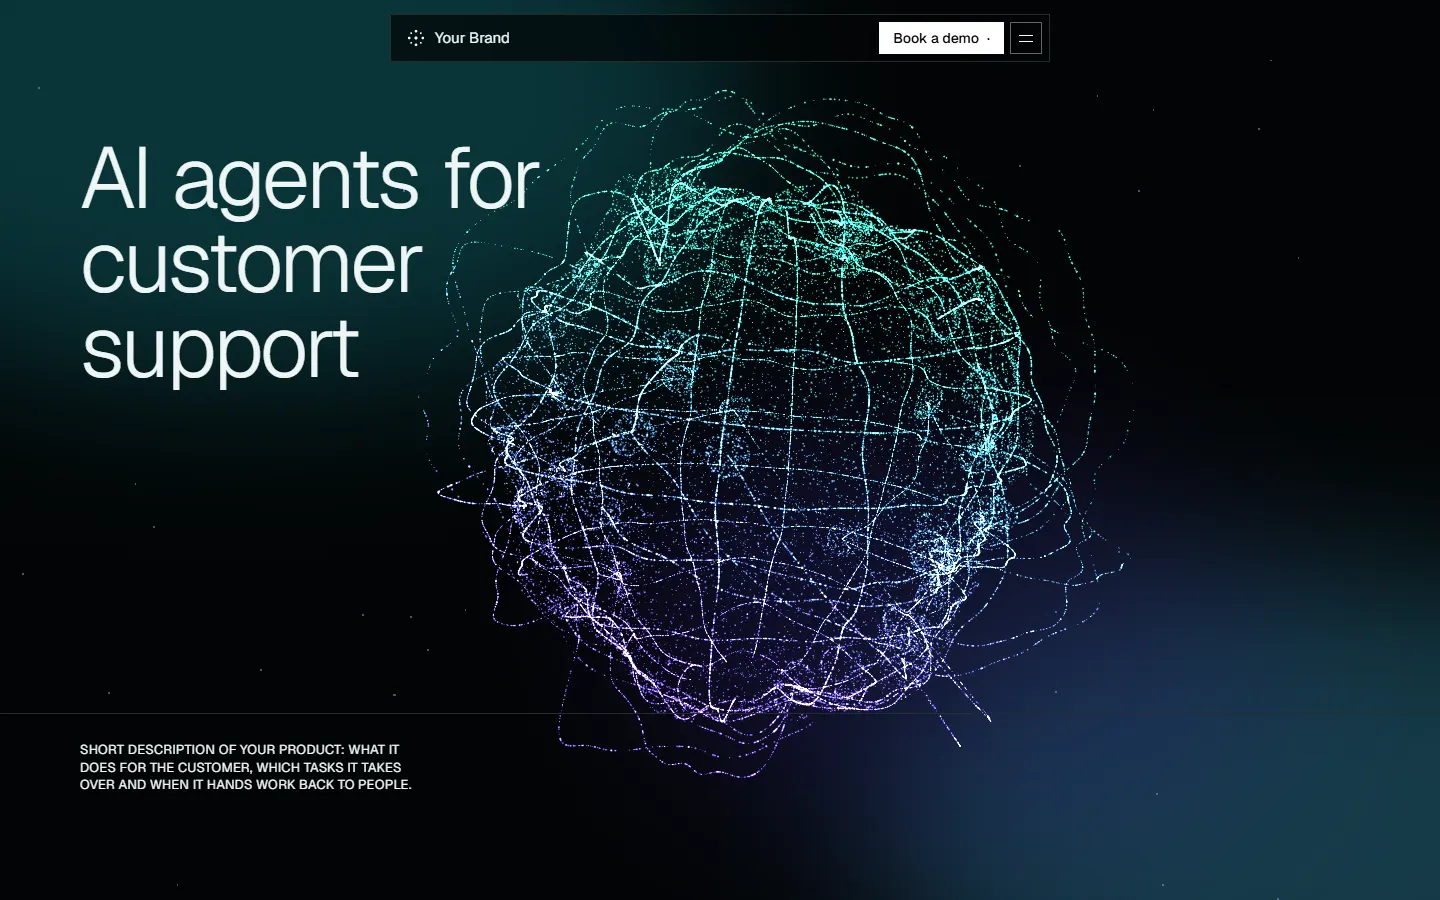 Your Brand
Book a demo ·
AI agents for
customer
support
SHORT DESCRIPTION OF YOUR PRODUCT: WHAT IT
DOES FOR THE CUSTOMER, WHICH TASKS IT TAKES
OVER AND WHEN IT HANDS WORK BACK TO PEOPLE.